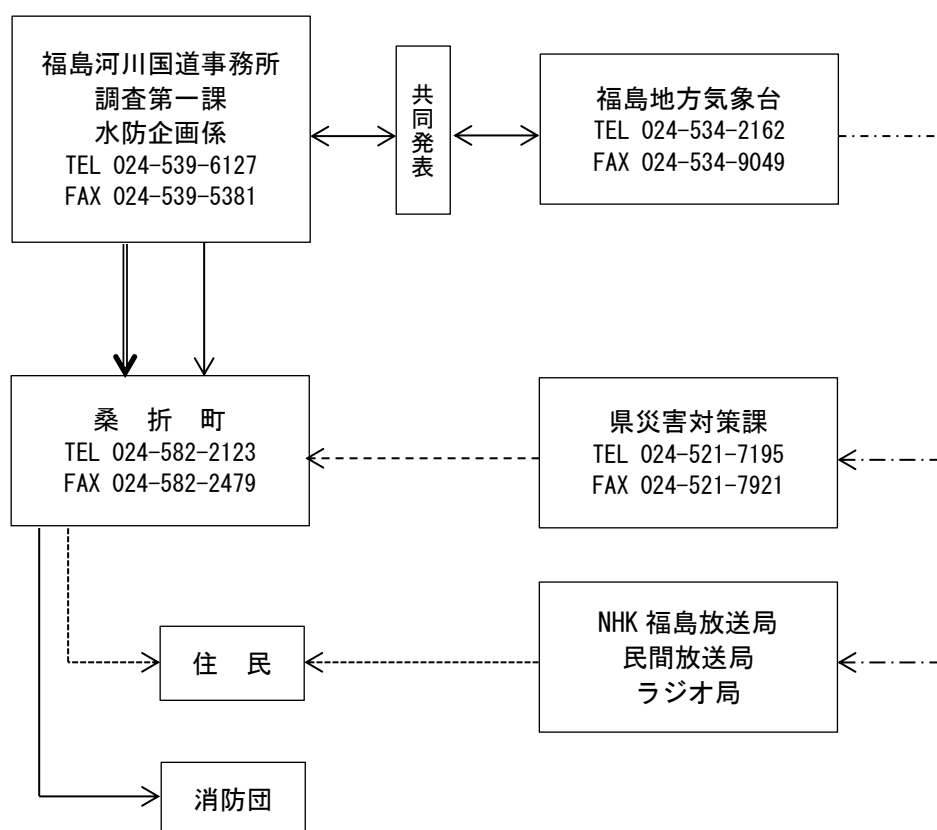 福島河川国道事務所
調査第一課
水防企画係
TEL 024-539-6127
FAX 024-539-5381
共同発表
福島地方気象台
TEL 024-534-2162
FAX 024-534-9049
桑 折 町
TEL 024-582-2123
FAX 024-582-2479
県災害対策課
TEL 024-521-7195
FAX 024-521-7921
住 民
NHK 福島放送局
民間放送局
ラジオ局
消防団